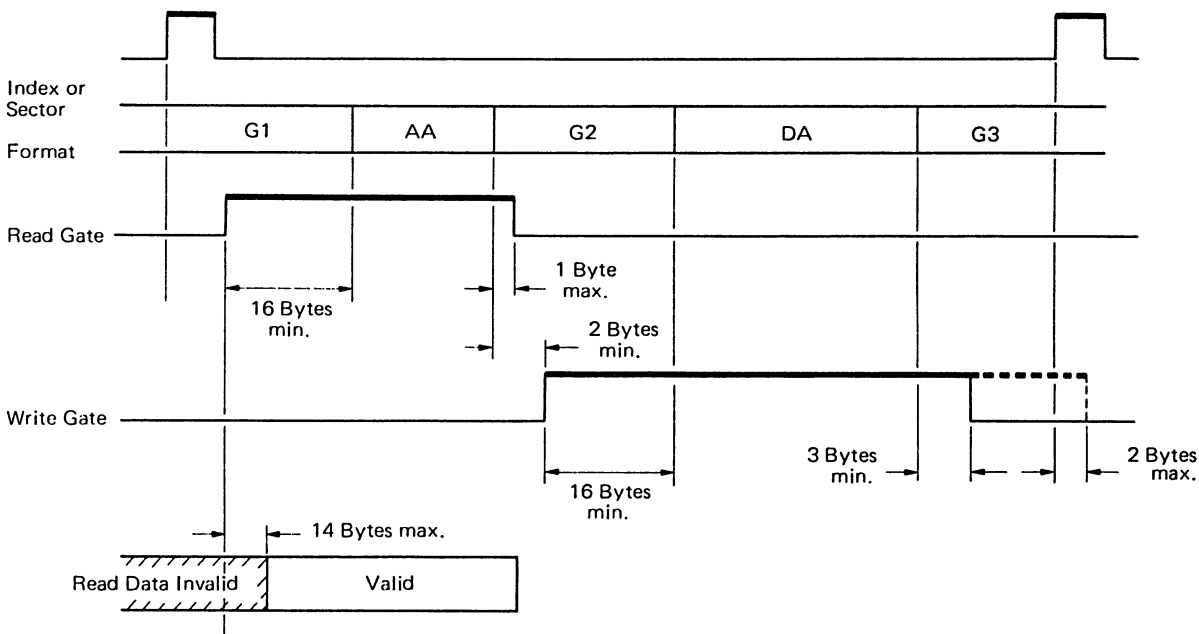 Index or
Sector
G1 AA G2 DA G3
Format
Read Gate
1 Byte
max.
16 Bytes
min.
2 Bytes
min.
Write Gate
3 Bytes
min.
2 Bytes
max.
16 Bytes
min.
14 Bytes max.
Read Data Invalid Valid